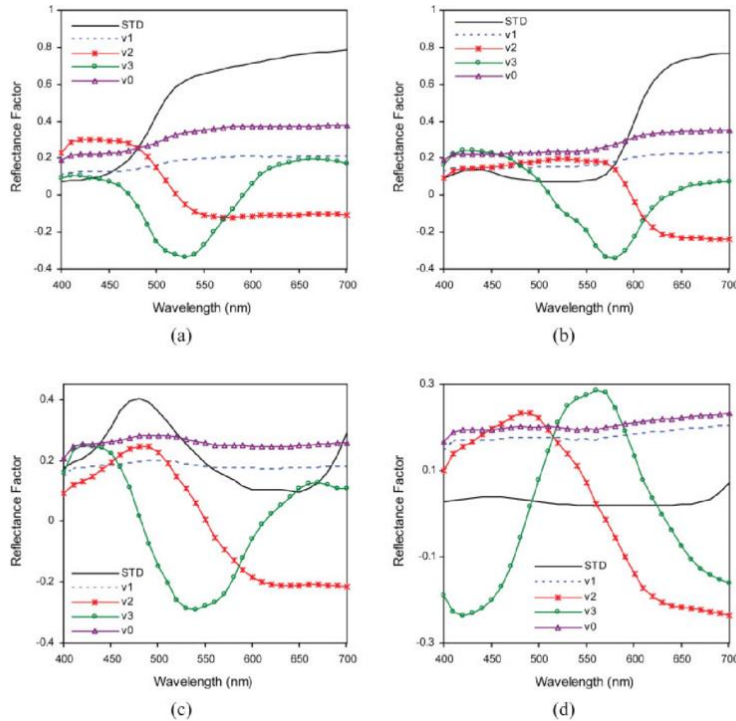 1
0.8
0.6
0.4
0.2
0
-0.2
-0.4
Reflectance Factor
STD
v1
v2
v3
v0
400 450 500 550 600 650 700
Wavelength (nm)
(a)
1
0.8
0.6
0.4
0.2
0
-0.2
-0.4
Reflectance Factor
STD
v1
v2
v3
v0
400 450 500 550 600 650 700
Wavelength (nm)
(b)
0.4
0.2
0
-0.2
-0.4
Reflectance Factor
STD
v1
v2
v3
v0
400 450 500 550 600 650 700
Wavelength (nm)
(c)
0.3
0.1
-0.1
-0.3
Reflectance Factor
STD
v1
v2
v3
v0
400 450 500 550 600 650 700
Wavelength (nm)
(d)